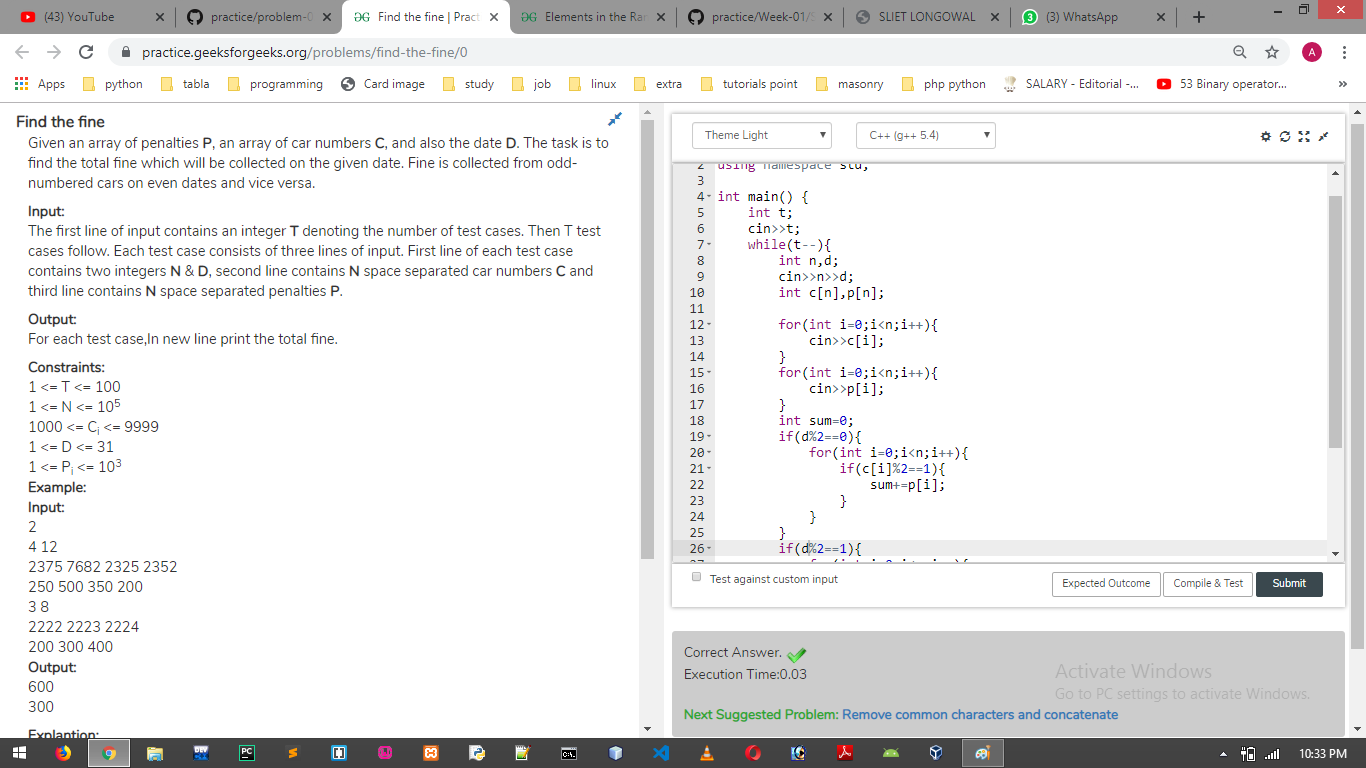 (43) YouTube
practice/problem-0
Find the fine | Pract
Elements in the Ran
practice/Week-01/S
SLIET LONGOWAL
(3) WhatsApp
practice.geeksforgeeks.org/problems/find-the-fine/0
A
Apps python tabla programming Card image study job linux extra tutorials point masonry php python SALARY - Editorial -... 53 Binary operator... »
Find the fine
Given an array of penalties P, an array of car numbers C, and also the date D. The task is to
find the total fine which will be collected on the given date. Fine is collected from odd-
numbered cars on even dates and vice versa.
Input:
The first line of input contains an integer T denoting the number of test cases. Then T test
cases follow. Each test case consists of three lines of input. First line of each test case
contains two integers N & D, second line contains N space separated car numbers C and
third line contains N space separated penalties P.
Output:
For each test case,In new line print the total fine.
Constraints:
1 <= T <= 100
1 <= N <= 10⁵
1000 <= Cᵢ <= 9999
1 <= D <= 31
1 <= Pᵢ <= 10³
Example:
Input:
2
4 12
2375 7682 2325 2352
250 500 350 200
3 8
2222 2223 2224
200 300 400
Output:
600
300
Explantion:
Theme Light
C++ (g++ 5.4)
2 using namespace std;
3
4 int main() {
5 int t;
6 cin>>t;
7 while(t--){
8 int n,d;
9 cin>>n>>d;
10 int c[n],p[n];
11
12 for(int i=0;i<n;i++){
13 cin>>c[i];
14 }
15 for(int i=0;i<n;i++){
16 cin>>p[i];
17 }
18 int sum=0;
19 if(d%2==0){
20 for(int i=0;i<n;i++){
21 if(c[i]%2==1){
22 sum+=p[i];
23 }
24 }
25 }
26 if(d%2==1){
27 for(int i=0;i<n;i++){
Test against custom input
Expected Outcome
Compile & Test
Submit
Correct Answer.
Execution Time:0.03
Activate Windows
Go to PC settings to activate Windows.
Next Suggested Problem: Remove common characters and concatenate
10:33 PM